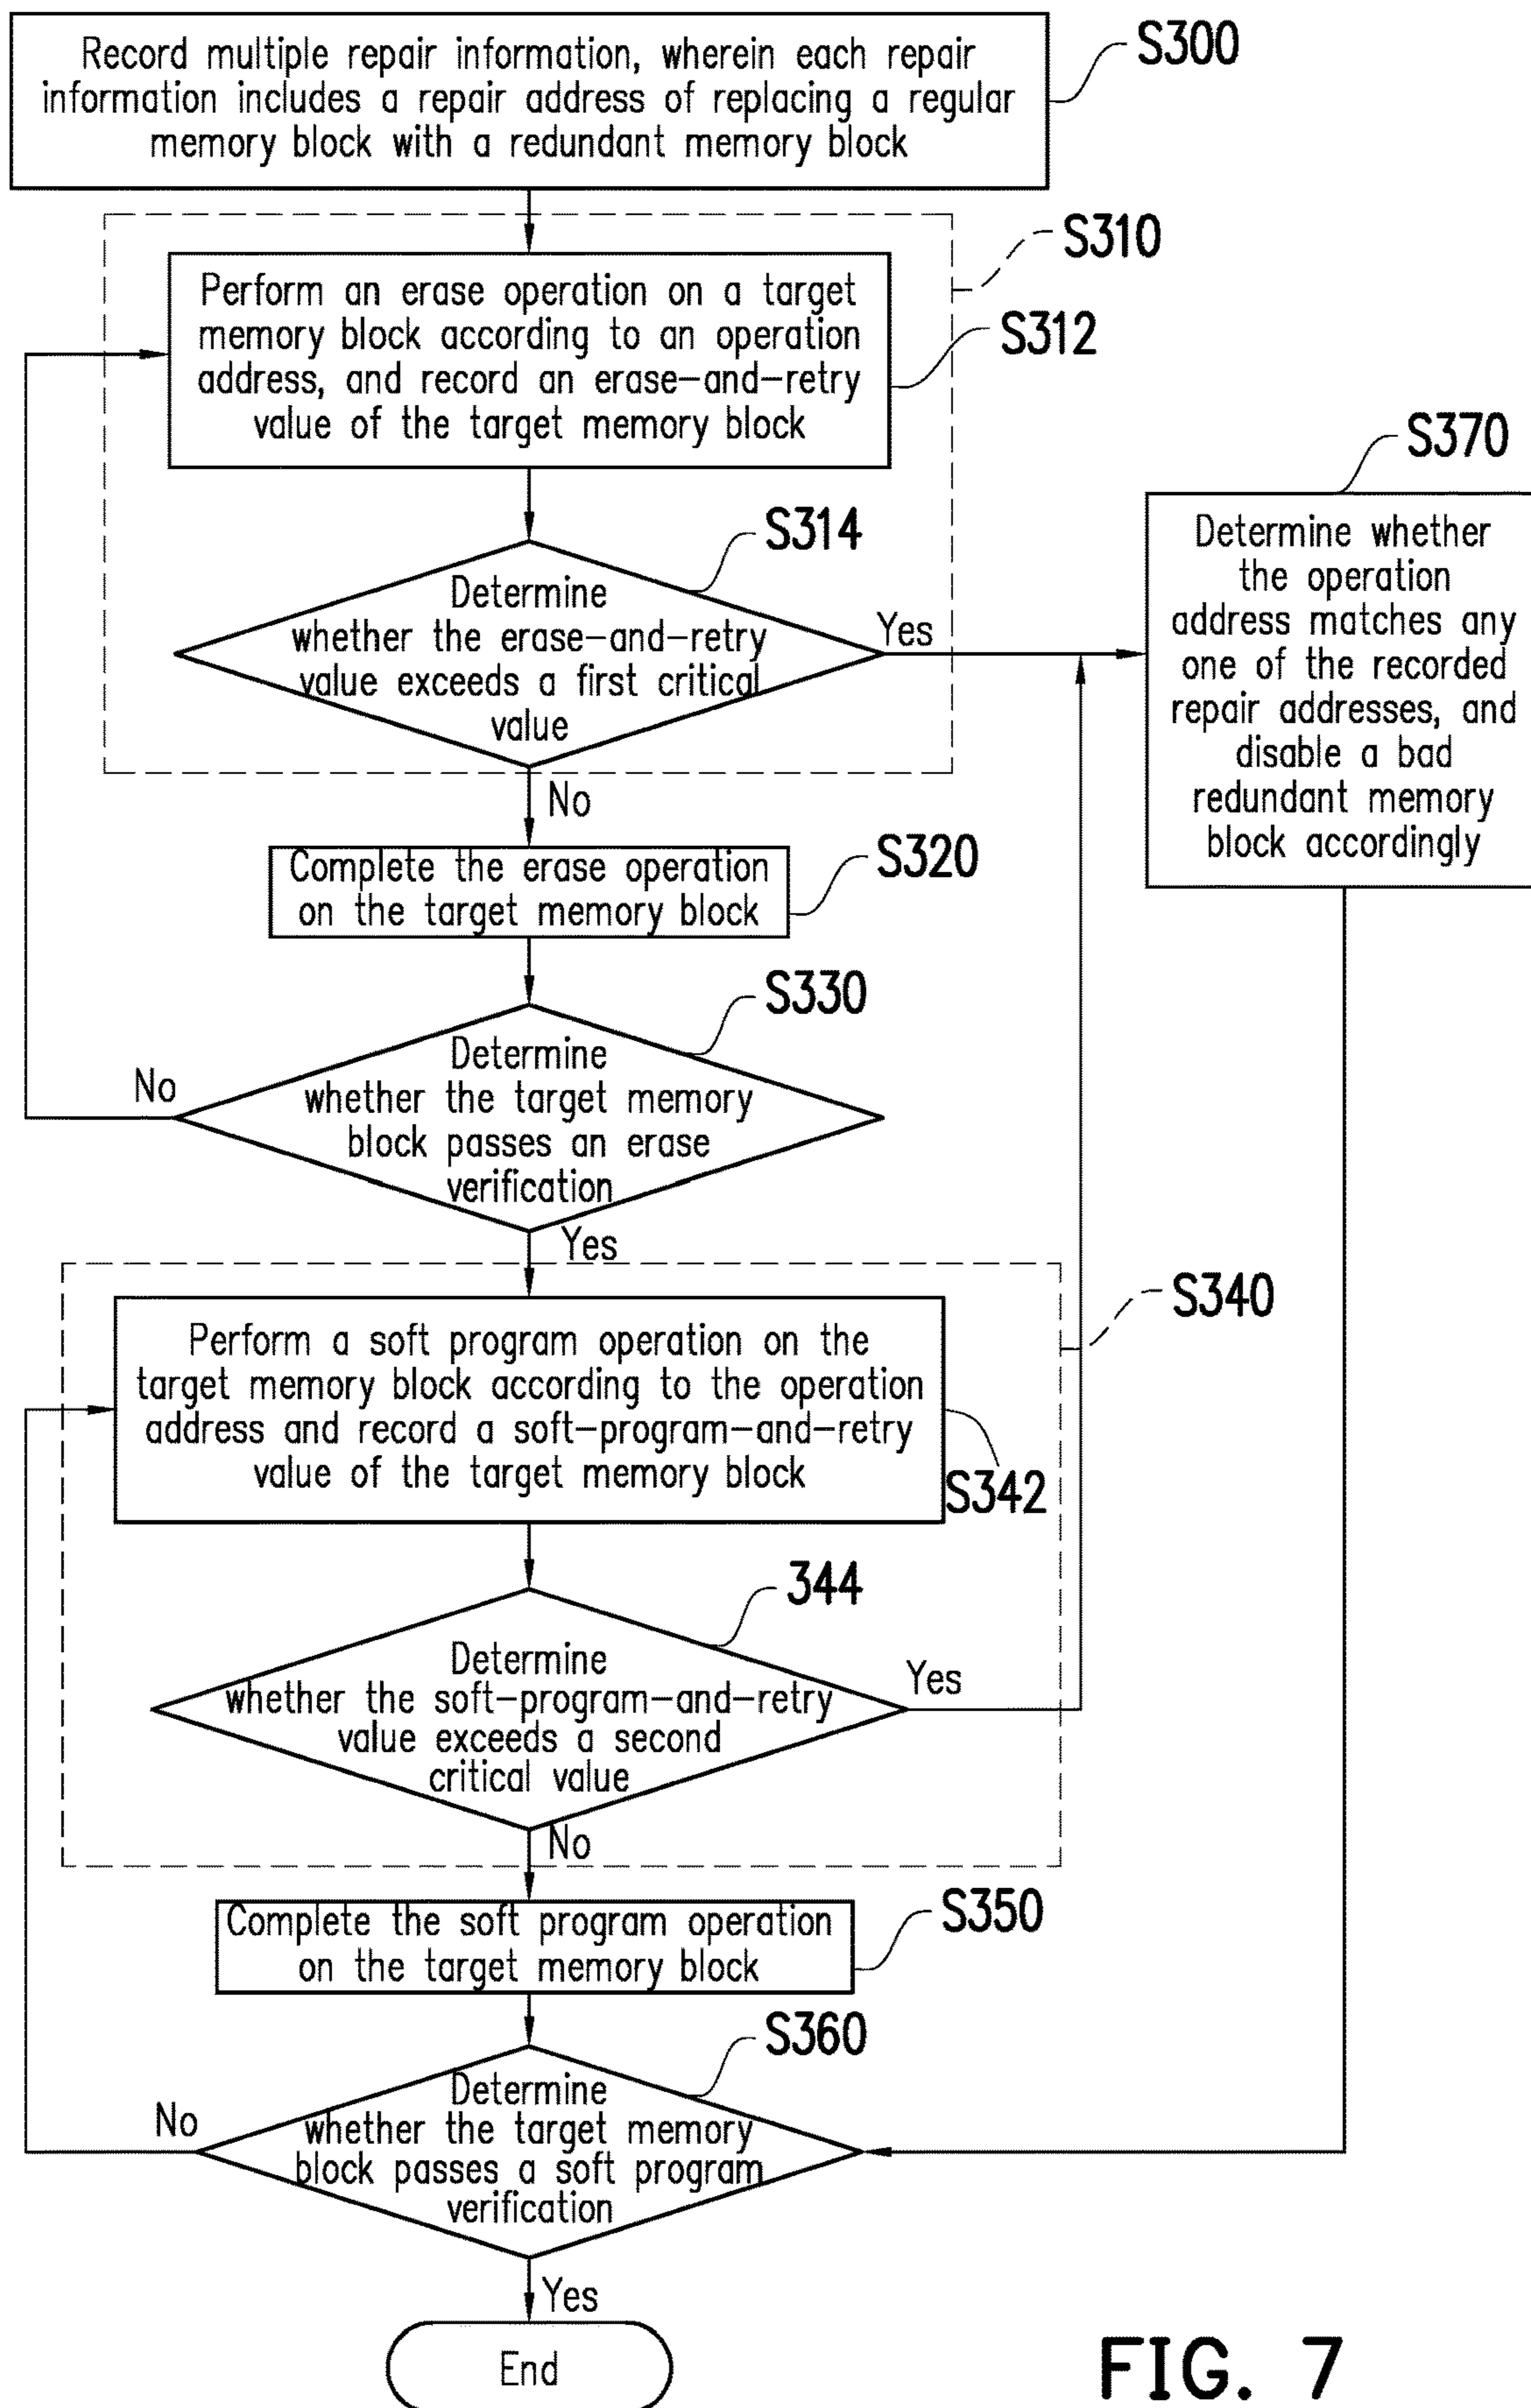 Record multiple repair information, wherein each repair
information includes a repair address of replacing a regular
memory block with a redundant memory block
S300
S310
Perform an erase operation on a target
memory block according to an operation
address, and record an erase-and-retry
value of the target memory block
S312
S314
Determine
whether the erase-and-retry
value exceeds a first critical
value
Yes
No
S370
Determine whether
the operation
address matches any
one of the recorded
repair addresses, and
disable a bad
redundant memory
block accordingly
Complete the erase operation
on the target memory block
S320
S330
Determine
whether the target memory
block passes an erase
verification
No
Yes
S340
Perform a soft program operation on the
target memory block according to the operation
address and record a soft-program-and-retry
value of the target memory block
S342
344
Determine
whether the soft-program-and-retry
value exceeds a second
critical value
Yes
No
Complete the soft program operation
on the target memory block
S350
S360
Determine
whether the target memory
block passes a soft program
verification
No
Yes
End
FIG. 7